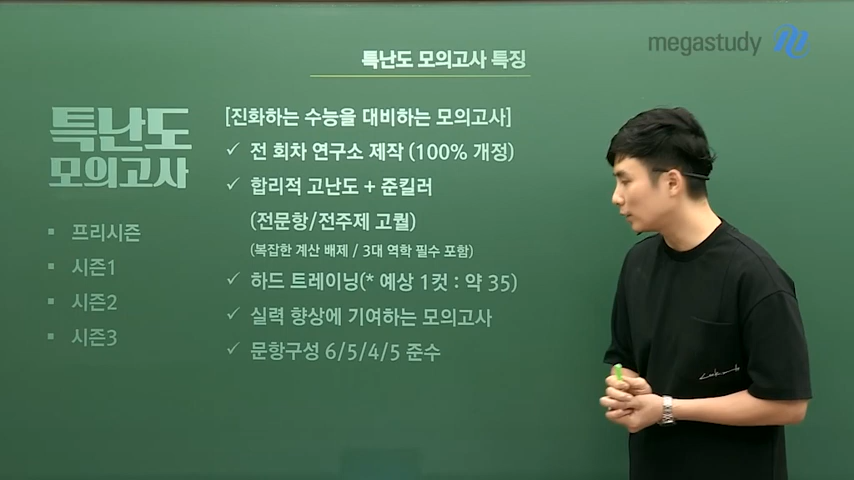 megastudy
특난도 모의고사 특징
특난도
모의고사
프리시즌
시즌1
시즌2
시즌3
[진화하는 수능을 대비하는 모의고사]
전 회차 연구소 제작 (100% 개정)
합리적 고난도 + 준킬러
(전문항/전주제 고퀄)
(복잡한 계산 배제 / 3대 역학 필수 포함)
하드 트레이닝(* 예상 1컷 : 약 35)
실력 향상에 기여하는 모의고사
문항구성 6/5/4/5 준수